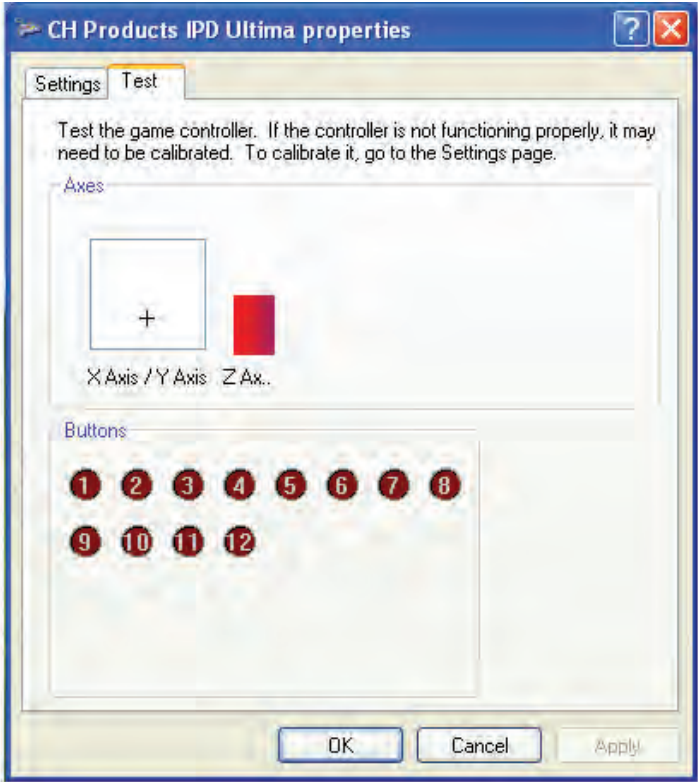 CH Products IPD Ultima properties
Settings Test
Test the game controller. If the controller is not functioning properly, it may
need to be calibrated. To calibrate it, go to the Settings page.
Axes
X Axis / Y Axis Z Ax..
Buttons
1 2 3 4 5 6 7 8
9 10 11 12
OK Cancel Apply